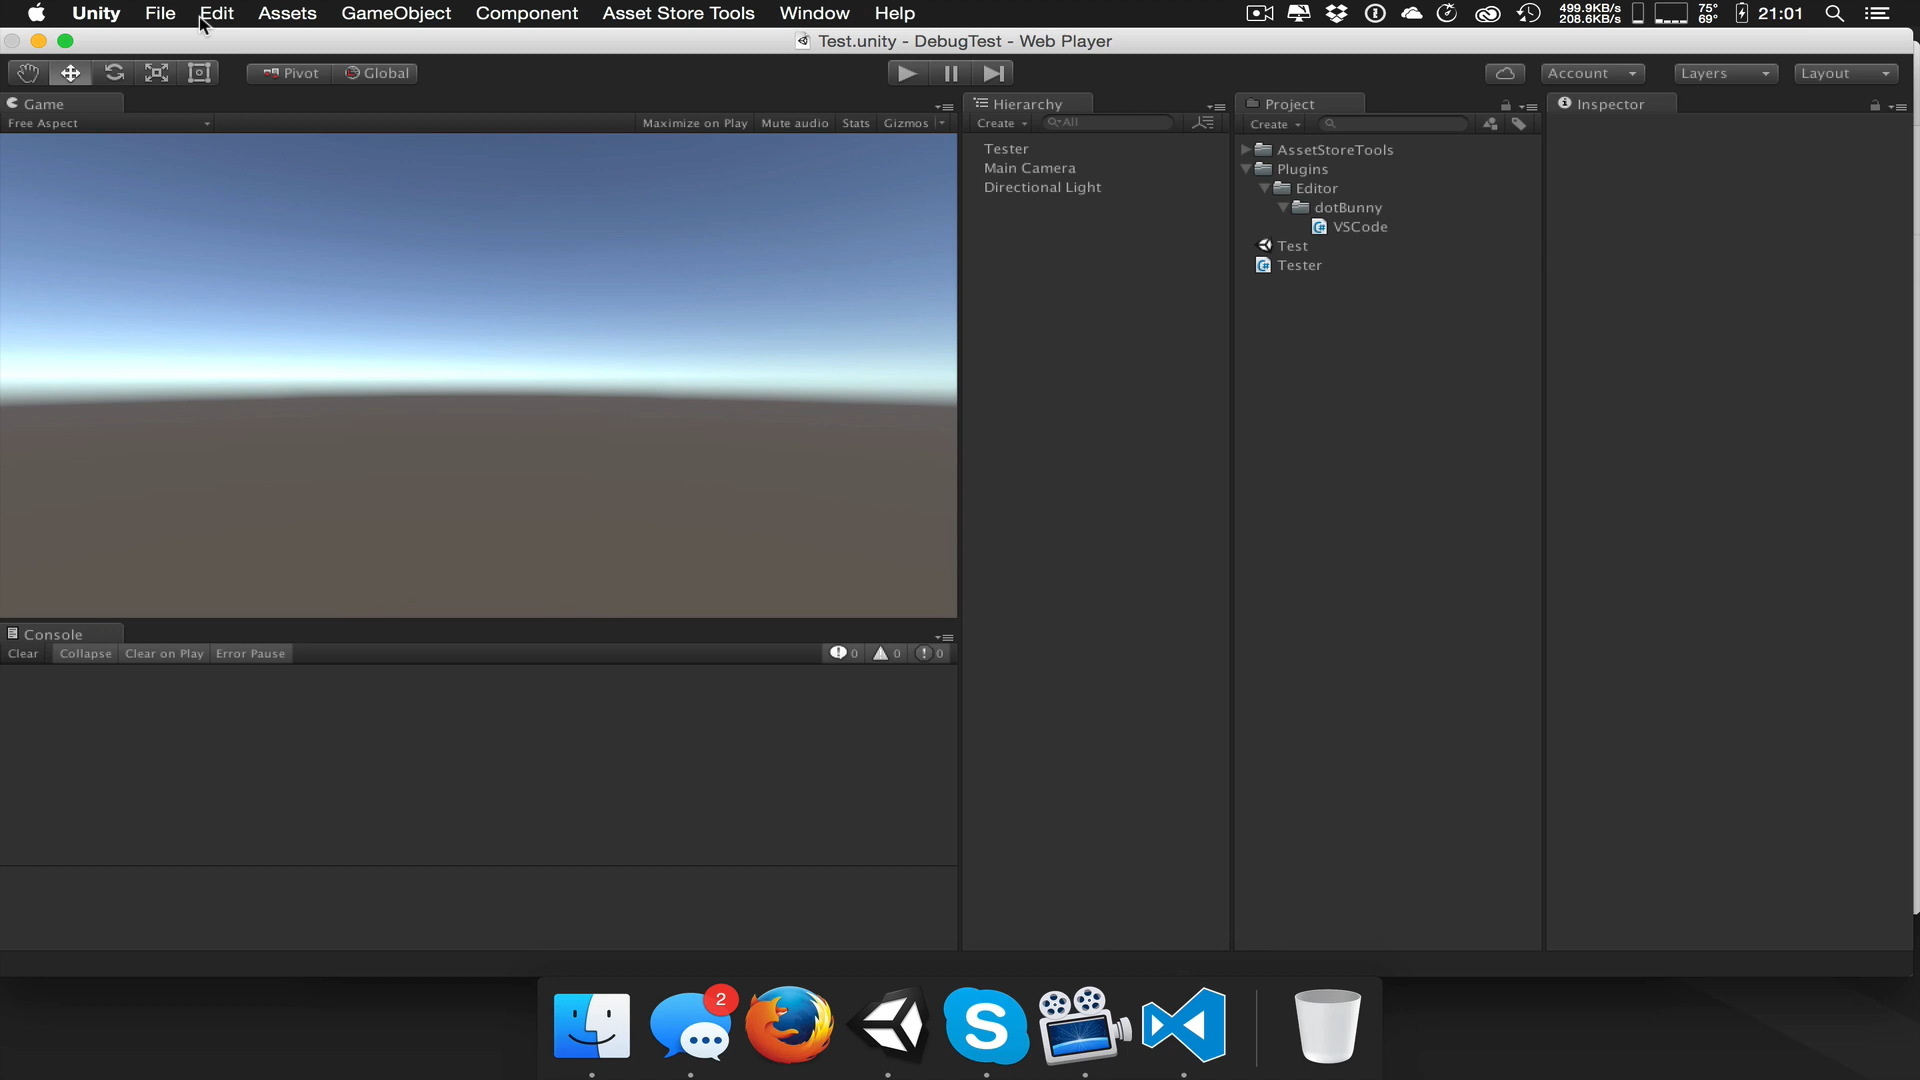 Unity File Edit Assets GameObject Component Asset Store Tools Window Help 499.9KB/s 75° 21:01
208.6KB/s 69°
Test.unity - DebugTest - Web Player
Pivot Global Account Layers Layout
Game Hierarchy Project Inspector
Free Aspect Maximize on Play Mute audio Stats Gizmos Create All Create
Tester
Main Camera
Directional Light
AssetStoreTools
Plugins
Editor
dotBunny
VSCode
Test
Tester
Console
Clear Collapse Clear on Play Error Pause 0 0 0
2
S